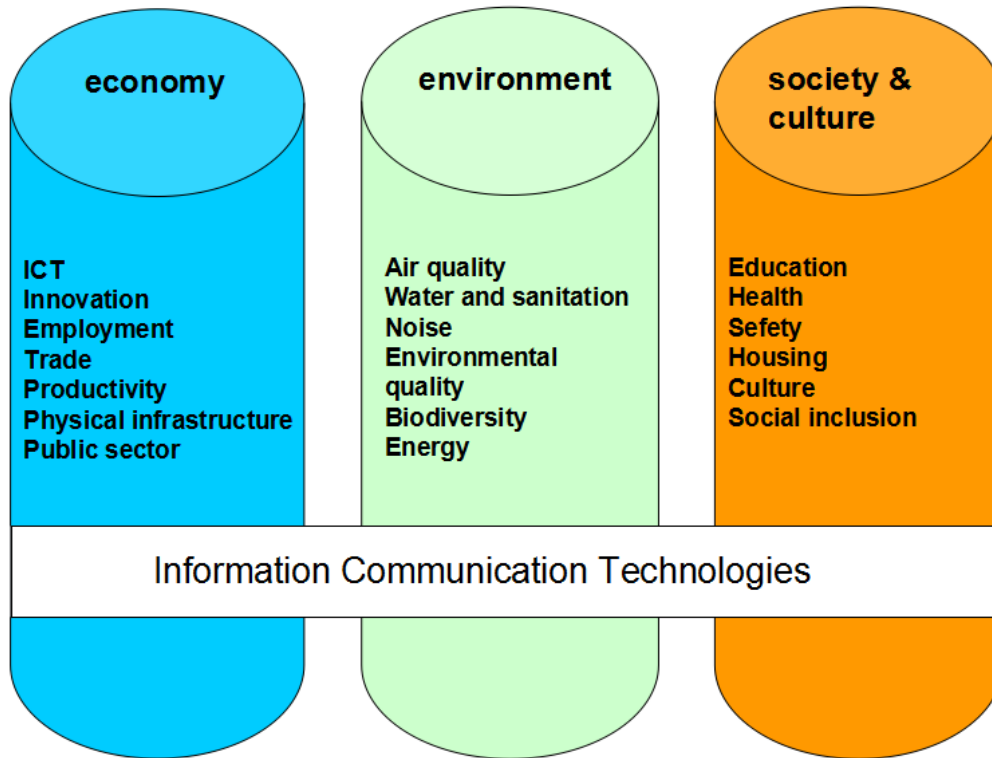 economy
ICT
Innovation
Employment
Trade
Productivity
Physical infrastructure
Public sector
environment
Air quality
Water and sanitation
Noise
Environmental
quality
Biodiversity
Energy
society &
culture
Education
Health
Sefety
Housing
Culture
Social inclusion
Information Communication Technologies